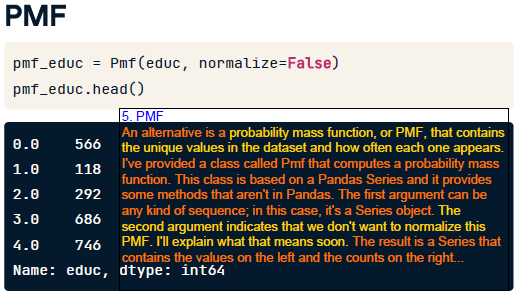 PMF
pmf_educ = Pmf(educ, normalize=False)
pmf_educ.head()
5. PMF
An alternative is a probability mass function, or PMF, that contains
the unique values in the dataset and how often each one appears.
I've provided a class called Pmf that computes a probability mass
function. This class is based on a Pandas Series and it provides
some methods that aren't in Pandas. The first argument can be
any kind of sequence; in this case, it's a Series object. The
second argument indicates that we don't want to normalize this
PMF. I'll explain what that means soon. The result is a Series that
contains the values on the left and the counts on the right...
0.0 566
1.0 118
2.0 292
3.0 686
4.0 746
Name: educ, dtype: int64